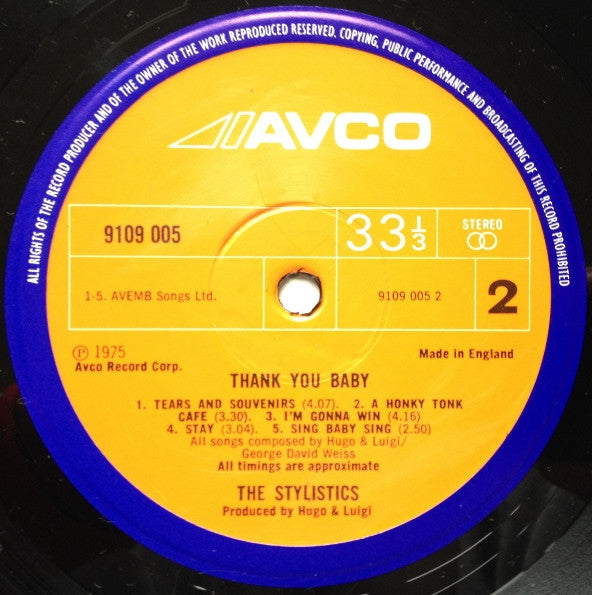 ALL RIGHTS OF THE RECORD PRODUCER AND OF THE OWNER OF THE WORK REPRODUCED RESERVED. COPYING, PUBLIC PERFORMANCE AND BROADCASTING OF THIS RECORD PROHIBITED
AVCO
9109 005
33 1/3
STEREO
1-5. AVEMB Songs Ltd.
9109 005 2
2
Ⓟ 1975
Avco Record Corp.
Made in England
THANK YOU BABY
1. TEARS AND SOUVENIRS (4.07). 2. A HONKY TONK
CAFE (3.30). 3. I'M GONNA WIN (4.16)
4. STAY (3.04). 5. SING BABY SING (2.50)
All songs composed by Hugo & Luigi/
George David Weiss
All timings are approximate
THE STYLISTICS
Produced by Hugo & Luigi